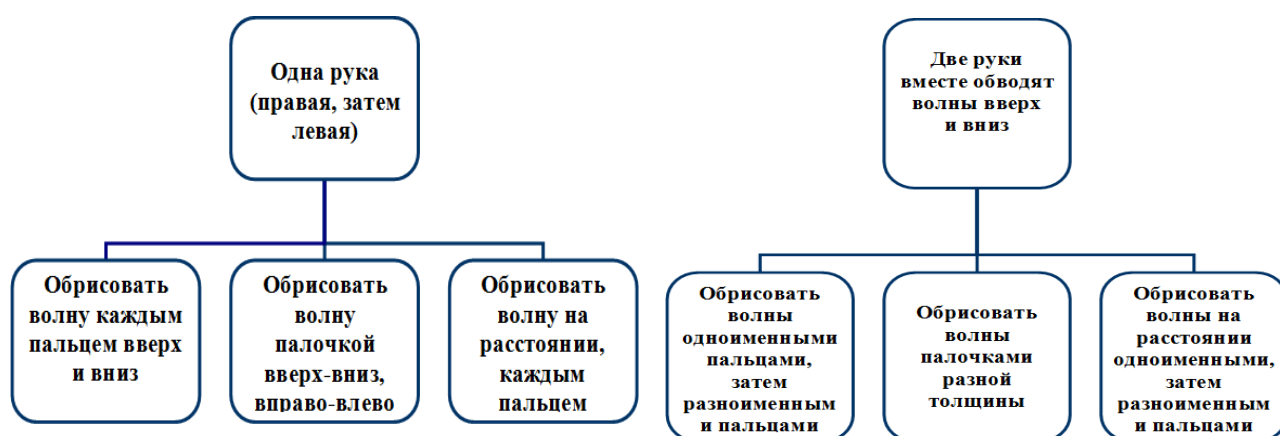 Одна рука
(правая, затем
левая)
Обрисовать
волну каждым
пальцем вверх
и вниз
Обрисовать
волну
палочкой
вверх-вниз,
вправо-влево
Обрисовать
волну на
расстоянии,
каждым
пальцем
Две руки
вместе обводят
волны вверх
и вниз
Обрисовать
волны
одноименными
пальцами,
затем
разноименным
и пальцами
Обрисовать
волны
палочками
разной
толщины
Обрисовать
волны на
расстоянии
одноименными,
затем
разноименным
и пальцами